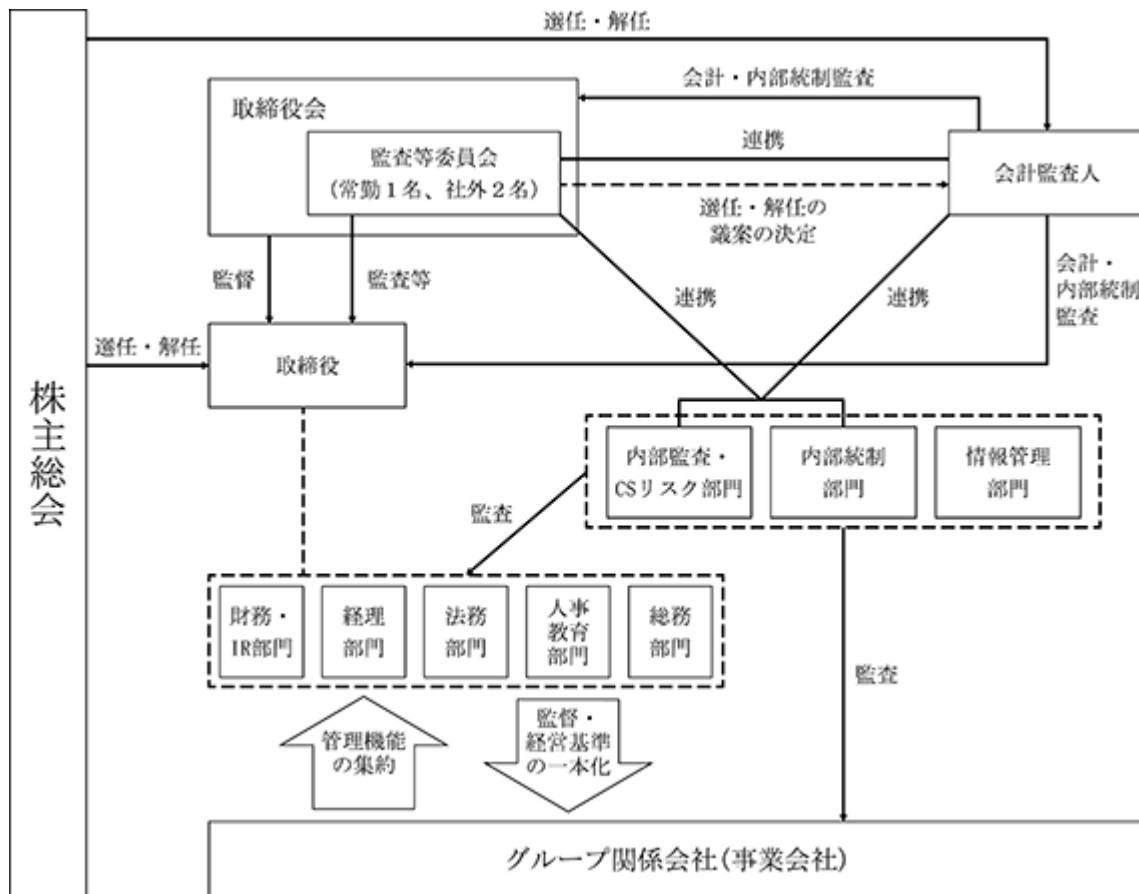 選任・解任
会計・内部統制監査
取締役会
監査等委員会
(常勤1名、社外2名)
連携
会計監査人
選任・解任の
議案の決定
監督
監査等
連携
連携
会計・
内部統制
監査
選任・解任
取締役
株主総会
内部監査・
CSリスク部門
内部統制
部門
情報管理
部門
監査
財務・
IR部門
経理
部門
法務
部門
人事
教育
部門
総務
部門
監査
管理機能
の集約
監督・
経営基準
の一本化
グループ関係会社(事業会社)